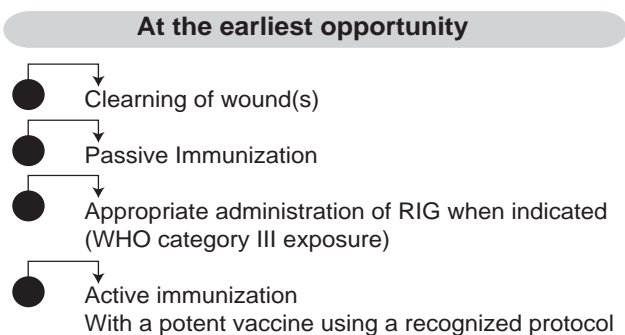 At the earliest opportunity
Clearning of wound(s)
Passive Immunization
Appropriate administration of RIG when indicated
(WHO category III exposure)
Active immunization
With a potent vaccine using a recognized protocol